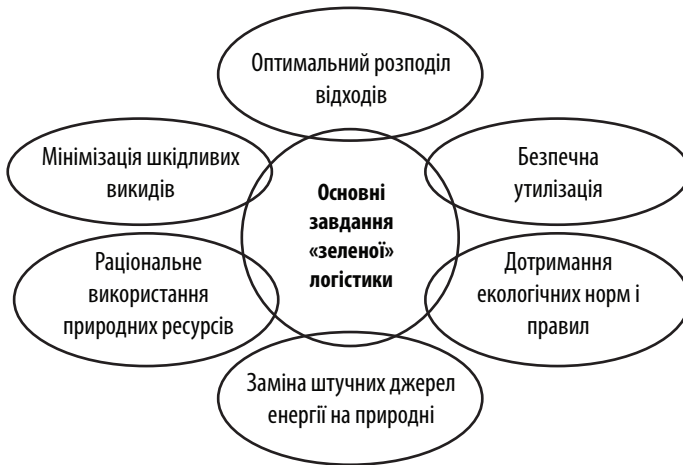 Оптимальний розподіл
відходів
Мінімізація шкідливих
викидів
Безпечна
утилізація
Основні
завдання
«зеленої»
логістики
Раціональне
використання
природних ресурсів
Дотримання
екологічних норм і
правил
Заміна штучних джерел
енергії на природні